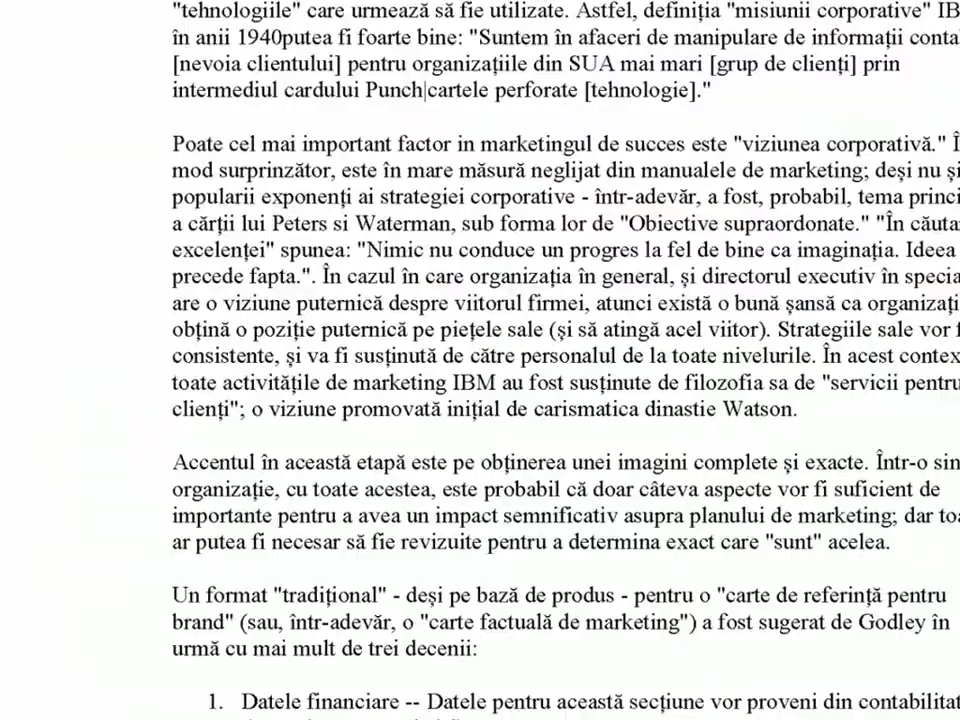 "tehnologiile" care urmează să fie utilizate. Astfel, definiția "misiunii corporative" IB
în anii 1940putea fi foarte bine: "Suntem în afaceri de manipulare de informații conta
[nevoia clientului] pentru organizațiile din SUA mai mari [grup de clienți] prin
intermediul cardului Punch|cartele perforate [tehnologie]."
Poate cel mai important factor in marketingul de succes este "viziunea corporativă." Î
mod surprinzător, este în mare măsură neglijat din manualele de marketing; deși nu și
popularii exponenți ai strategiei corporative - într-adevăr, a fost, probabil, tema princi
a cărții lui Peters si Waterman, sub forma lor de "Obiective supraordonate." "În căuta
excelenței" spunea: "Nimic nu conduce un progres la fel de bine ca imaginația. Ideea
precede fapta.". În cazul în care organizația în general, și directorul executiv în specia
are o viziune puternică despre viitorul firmei, atunci există o bună șansă ca organizați
obțină o poziție puternică pe piețele sale (și să atingă acel viitor). Strategiile sale vor f
consistente, și va fi susținută de către personalul de la toate nivelurile. În acest contex
toate activitățile de marketing IBM au fost susținute de filozofia sa de "servicii pentru
clienți"; o viziune promovată inițial de carismatica dinastie Watson.
Accentul în această etapă este pe obținerea unei imagini complete și exacte. Într-o sin
organizație, cu toate acestea, este probabil că doar câteva aspecte vor fi suficient de
importante pentru a avea un impact semnificativ asupra planului de marketing; dar toa
ar putea fi necesar să fie revizuite pentru a determina exact care "sunt" acelea.
Un format "tradițional" - deși pe bază de produs - pentru o "carte de referință pentru
brand" (sau, într-adevăr, o "carte factuală de marketing") a fost sugerat de Godley în
urmă cu mai mult de trei decenii:
1. Datele financiare -- Datele pentru această secțiune vor proveni din contabilitat